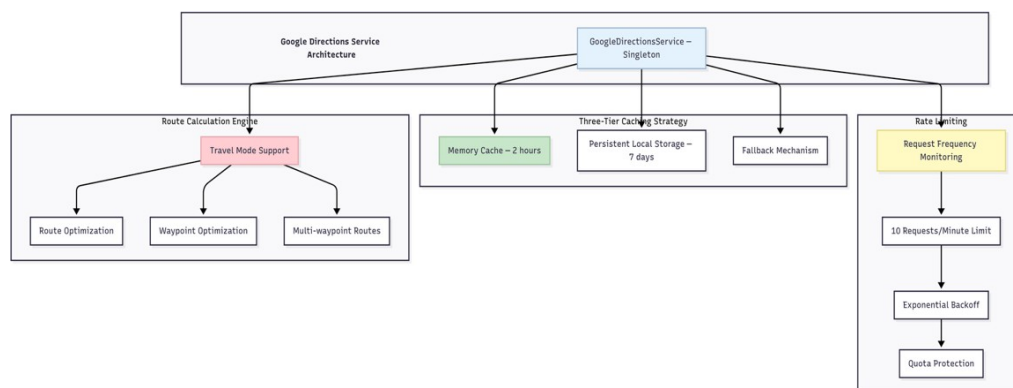 Google Directions Service
Architecture
GoogleDirectionsService –
Singleton
Route Calculation Engine
Three-Tier Caching Strategy
Rate Limiting
Travel Mode Support
Memory Cache – 2 hours
Persistent Local Storage –
7 days
Fallback Mechanism
Request Frequency
Monitoring
Route Optimization
Waypoint Optimization
Multi-waypoint Routes
10 Requests/Minute Limit
Exponential Backoff
Quota Protection